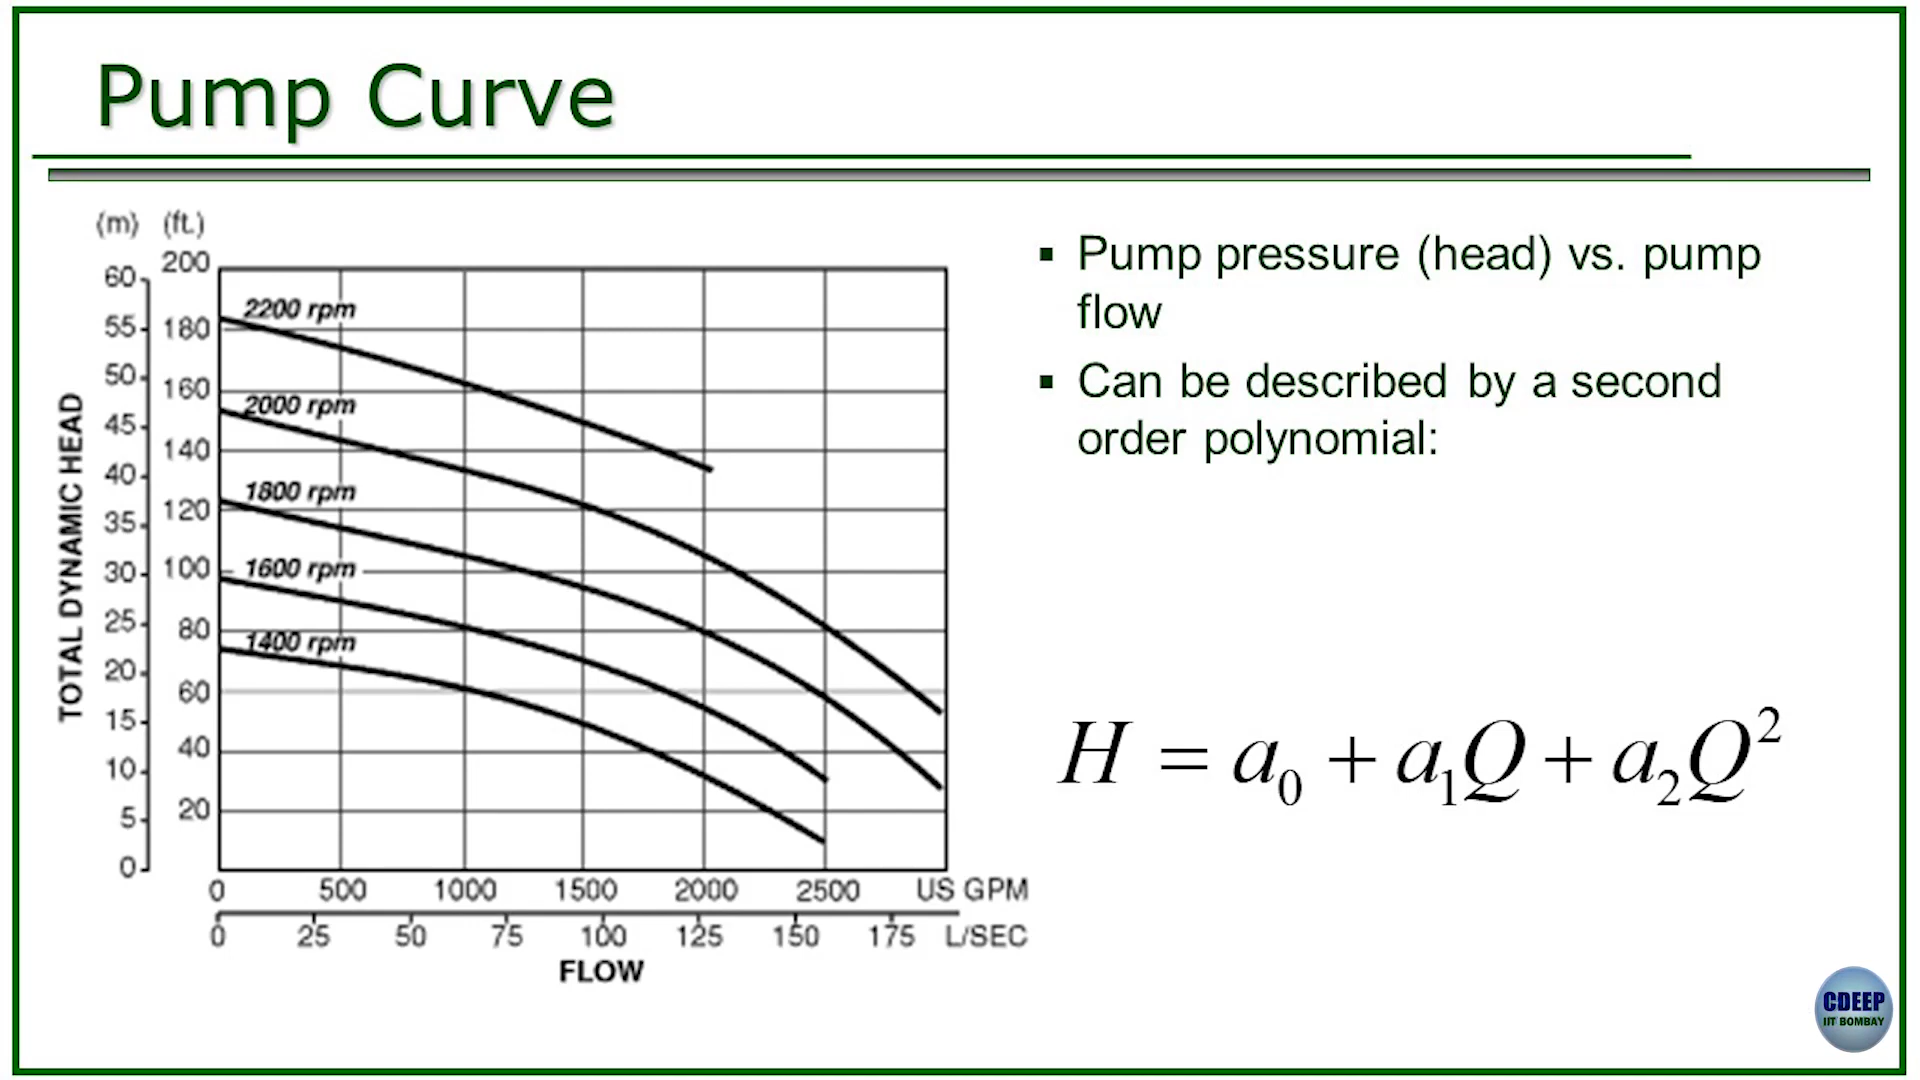 Pump Curve
(m) (ft.)
200
60
2200 rpm
55 180
50 160
2000 rpm
45 140
40
1800 rpm
35 120
30 100 1600 rpm
25 80
1400 rpm
20 60
15 40
10 20
5
0
TOTAL DYNAMIC HEAD
0 500 1000 1500 2000 2500 US GPM
0 25 50 75 100 125 150 175 L/SEC
FLOW
▪ Pump pressure (head) vs. pump
flow
▪ Can be described by a second
order polynomial:
H = a₀ + a₁Q + a₂Q²
CDEEP
IIT BOMBAY